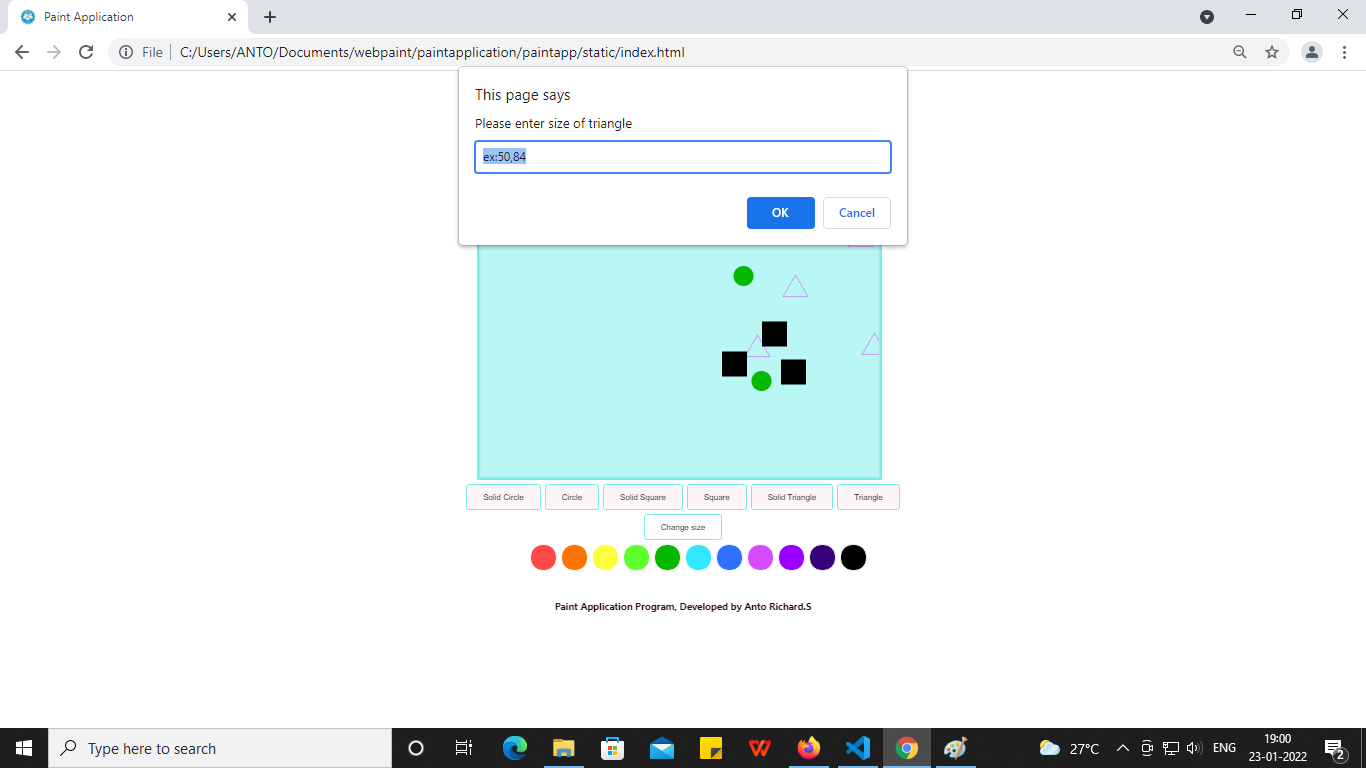 Paint Application
File
C:/Users/ANTO/Documents/webpaint/paintapplication/paintapp/static/index.html
This page says
Please enter size of triangle
ex:50,84
OK Cancel
Solid Circle Circle Solid Square Square Solid Triangle Triangle
Change size
Paint Application Program, Developed by Anto Richard.S
Type here to search
27°C
ENG
19:00
23-01-2022
2